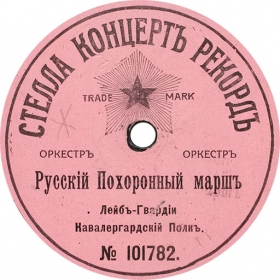 СТЕЛЛА КОНЦЕРТЪ РЕКОРДЪ
TRADE MARK
ОРКЕСТРЪ ОРКЕСТРЪ
Русскій Похоронный маршъ
Лейбъ-Гвардіи
Кавалергардскій Полкъ.
№ 101782.